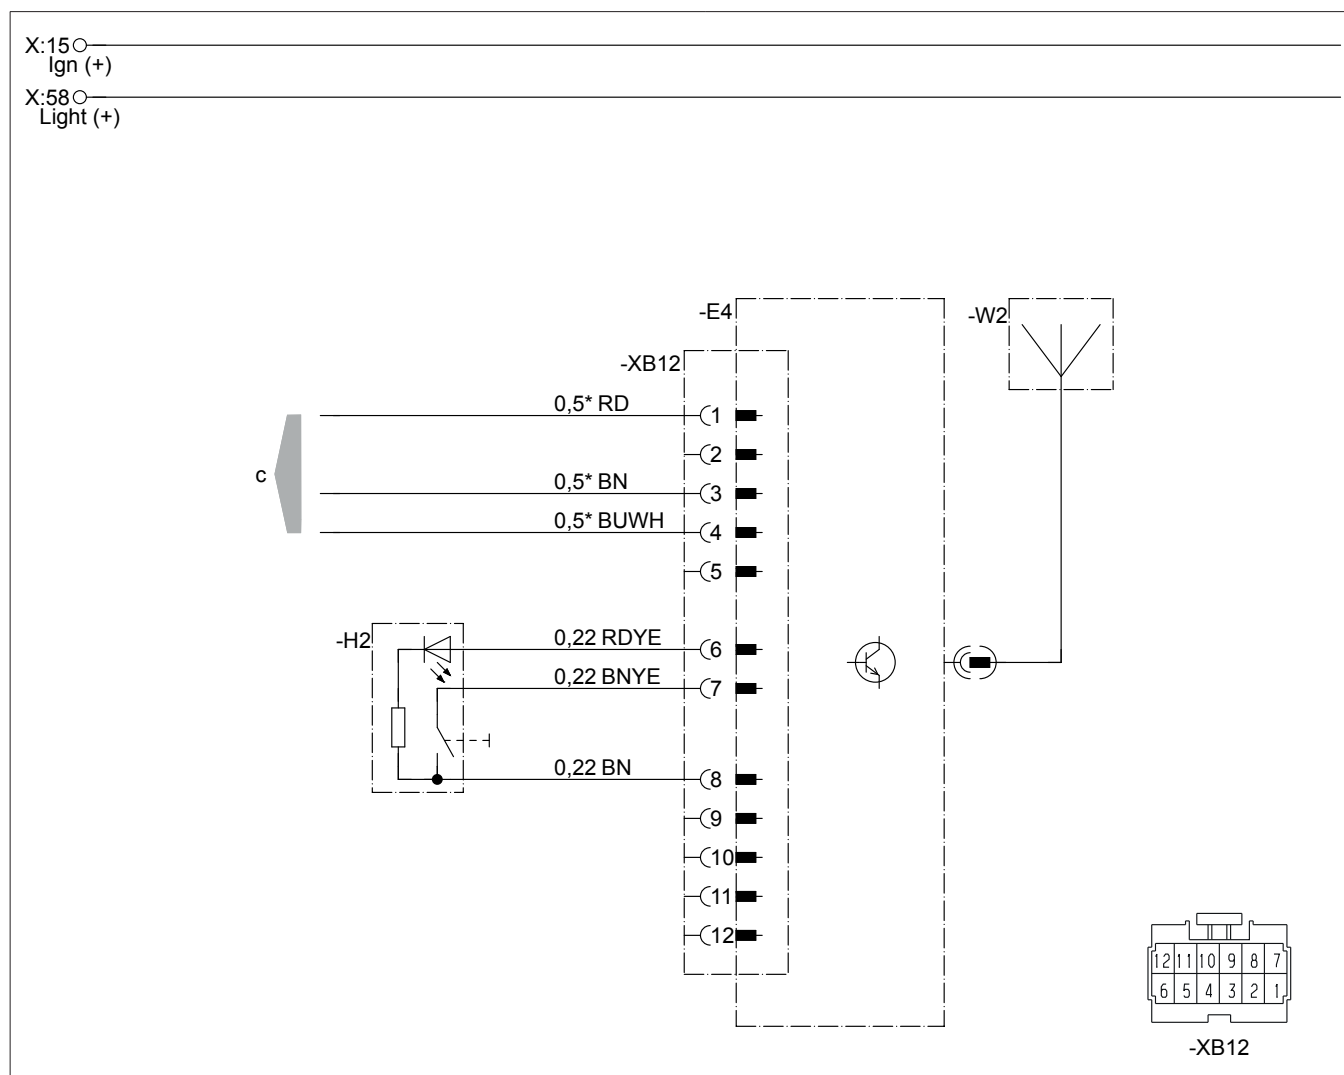 X:15
Ign (+)
X:58
Light (+)
-E4
-W2
-XB12
0,5* RD
1
2
c
0,5* BN
3
0,5* BUWH
4
5
-H2
0,22 RDYE
6
0,22 BNYE
7
0,22 BN
8
9
10
11
12
12 11 10 9 8 7
6 5 4 3 2 1
-XB12